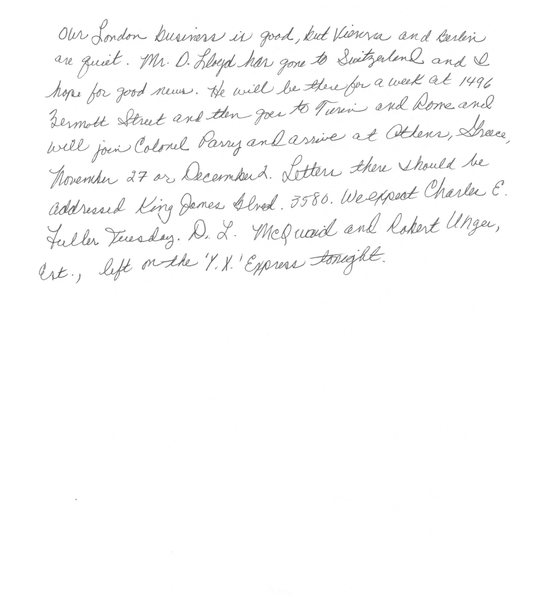 Our London business is good, but Vienna and Berlin
are quiet. Mr. D. Lloyd has gone to Switzerland and I
hope for good news. He will be there for a week at 1496
Zermott Street and then goes to Turin and Rome and
will join Colonel Parry and arrive at Athens, Greece,
November 27 or December 2. Letters there should be
addressed King James Blvd. 3580. We expect Charles E.
Fuller Tuesday. D. L. McQuaid and Robert Unger,
Esq., left on the 'Y.X.' Express tonight.